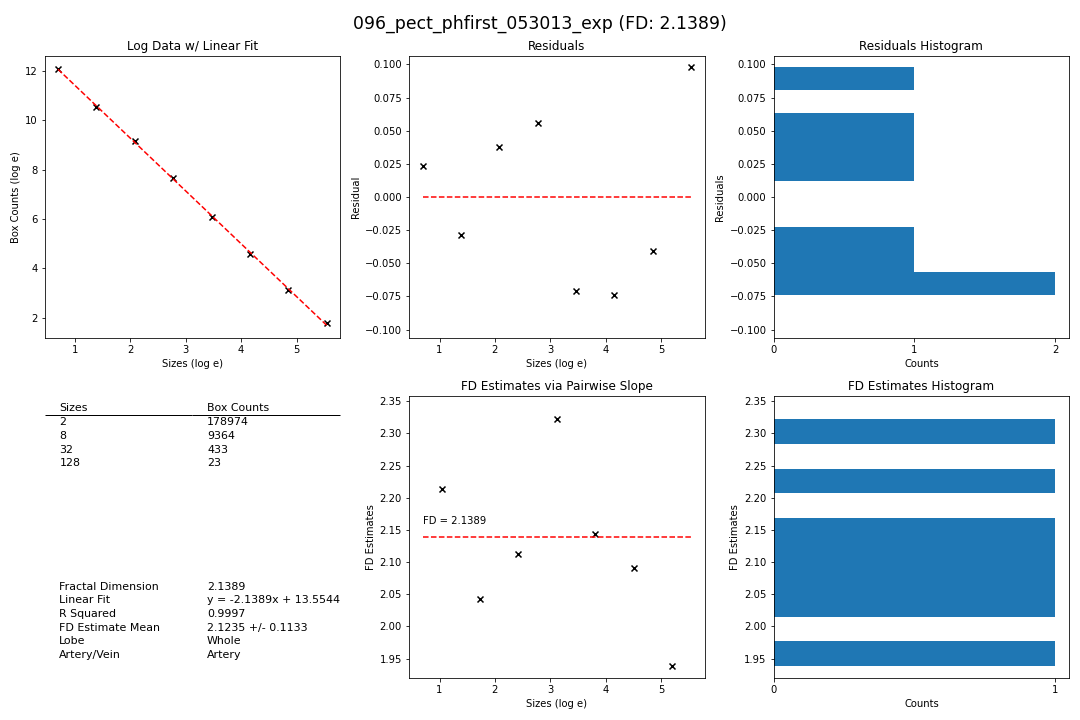 096_pect_phfirst_053013_exp (FD: 2.1389)
Log Data w/ Linear Fit
12
10
8
6
4
2
Box Counts (log e)
1 2 3 4 5
Sizes (log e)
Residuals
0.100
0.075
0.050
0.025
0.000
−0.025
−0.050
−0.075
−0.100
Residual
1 2 3 4 5
Sizes (log e)
Residuals Histogram
0.100
0.075
0.050
0.025
0.000
−0.025
−0.050
−0.075
−0.100
Residuals
0 1 2
Counts
Sizes Box Counts
2 178974
8 9364
32 433
128 23
Fractal Dimension 2.1389
Linear Fit y = -2.1389x + 13.5544
R Squared 0.9997
FD Estimate Mean 2.1235 +/- 0.1133
Lobe Whole
Artery/Vein Artery
FD Estimates via Pairwise Slope
2.35
2.30
2.25
2.20
2.15
2.10
2.05
2.00
1.95
FD Estimates
FD = 2.1389
1 2 3 4 5
Sizes (log e)
FD Estimates Histogram
2.35
2.30
2.25
2.20
2.15
2.10
2.05
2.00
1.95
FD Estimates
0 1
Counts